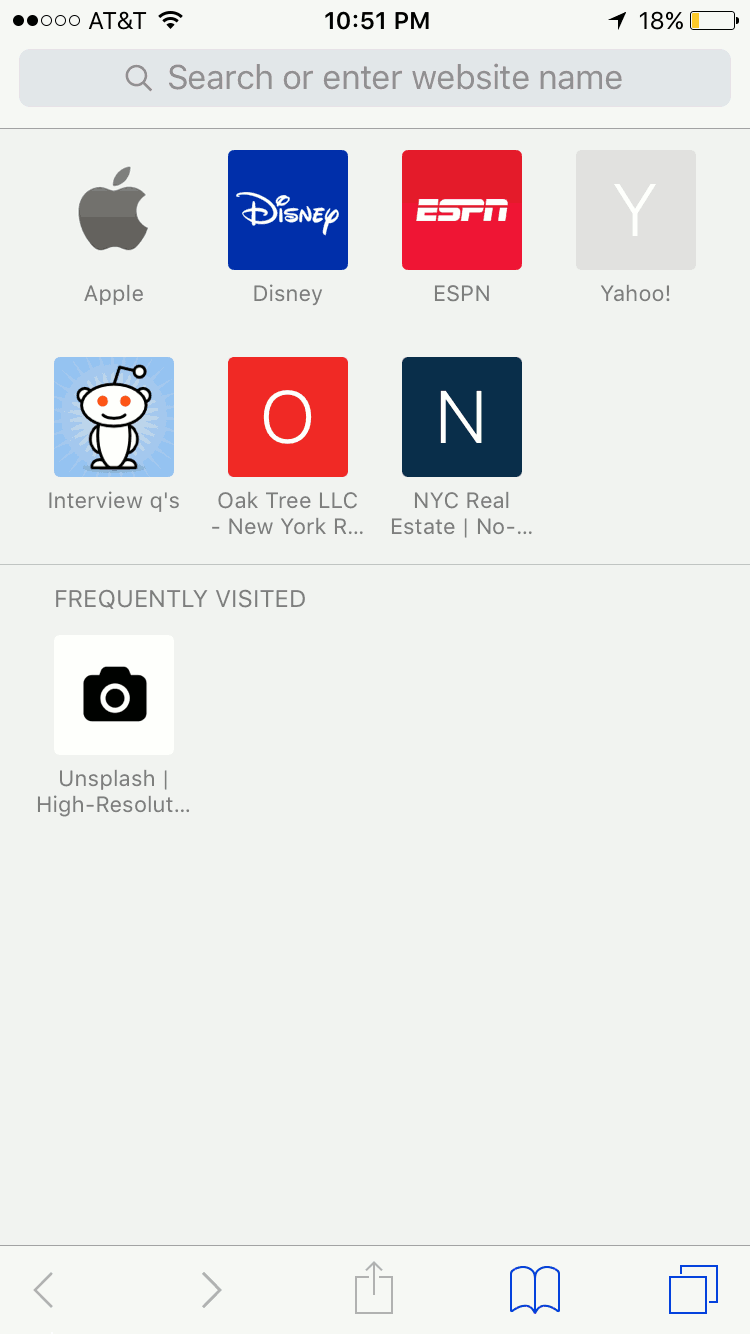 AT&T 10:51 PM 18%
Search or enter website name
Disney ESPN Y
Apple Disney ESPN Yahoo!
O N
Interview q's Oak Tree LLC NYC Real
- New York R... Estate | No-...
FREQUENTLY VISITED
Unsplash |
High-Resolut...